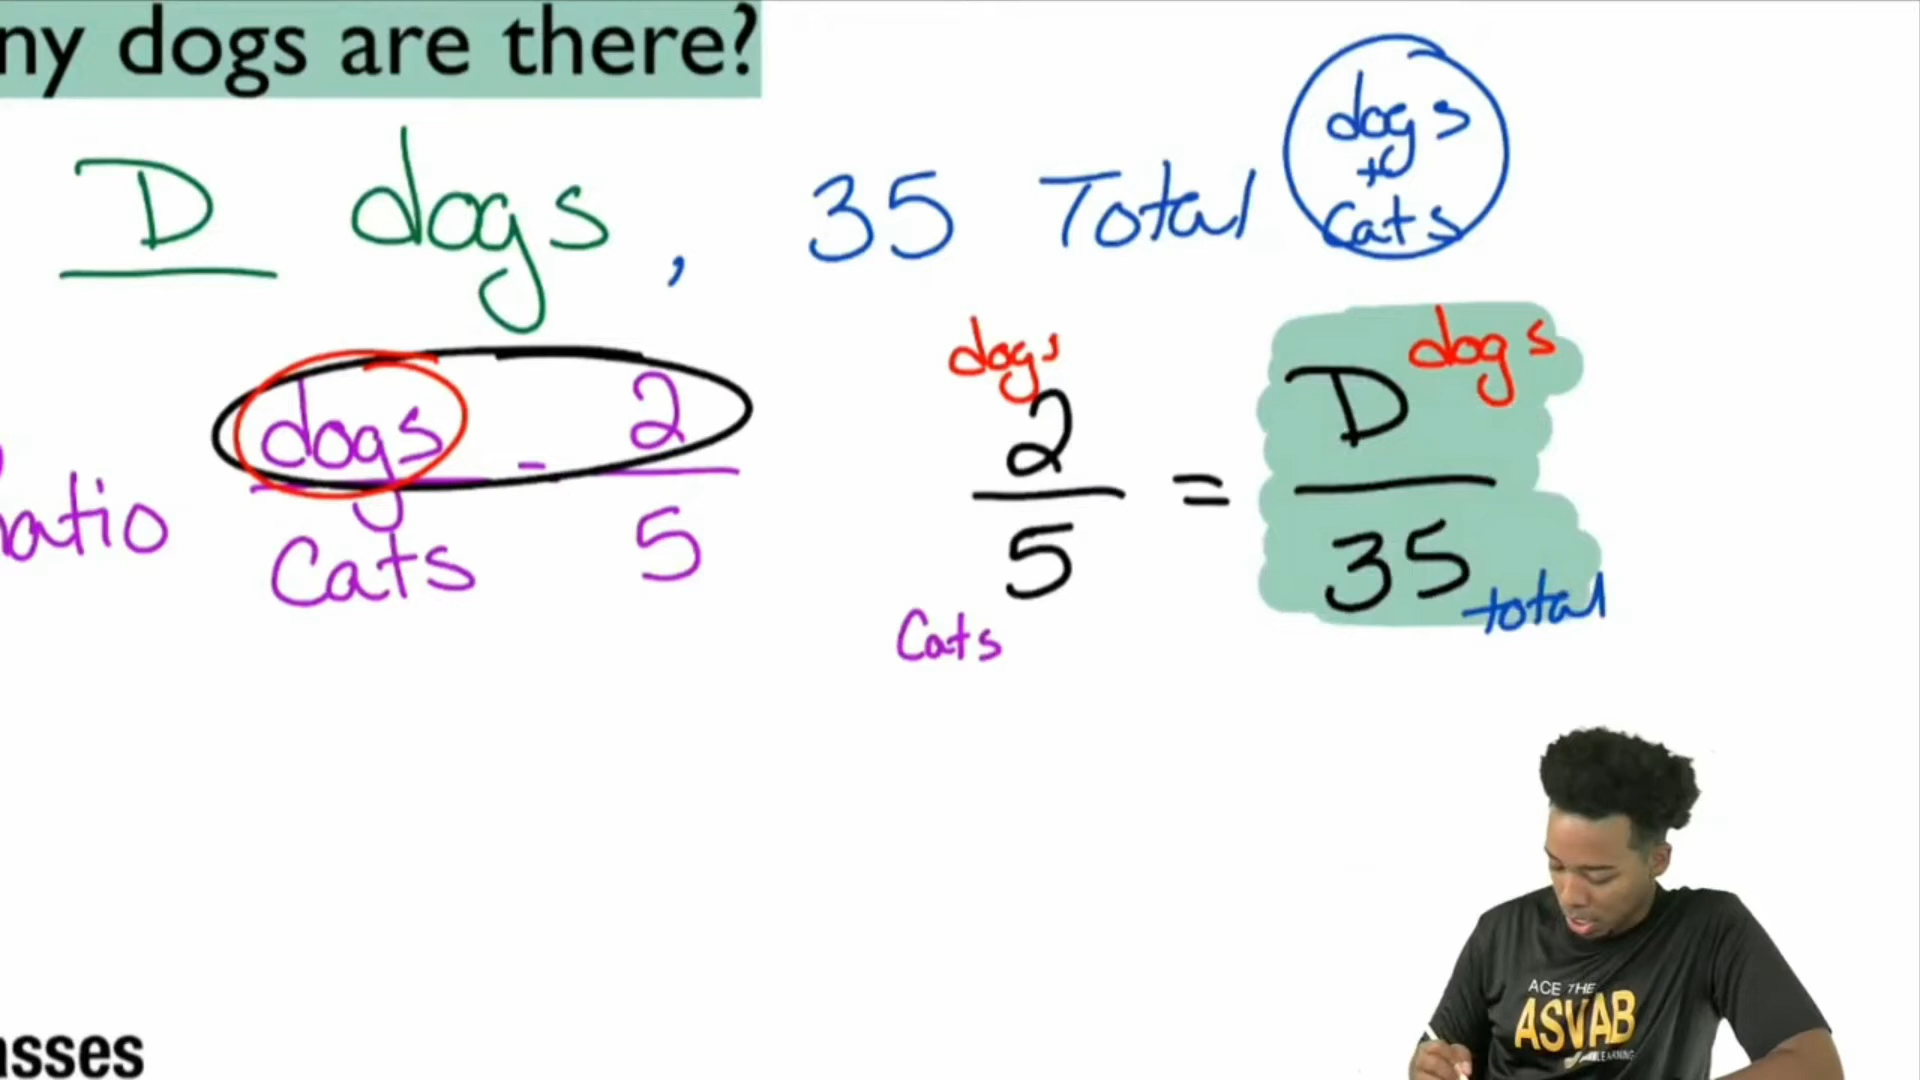 ny dogs are there?
D dogs, 35 Total dogs + Cats
dogs = 2
Cats 5
atio
dogs dogs
2 = D
5 35 total
Cats
ACE THE
ASVAB
LEARNING
asses